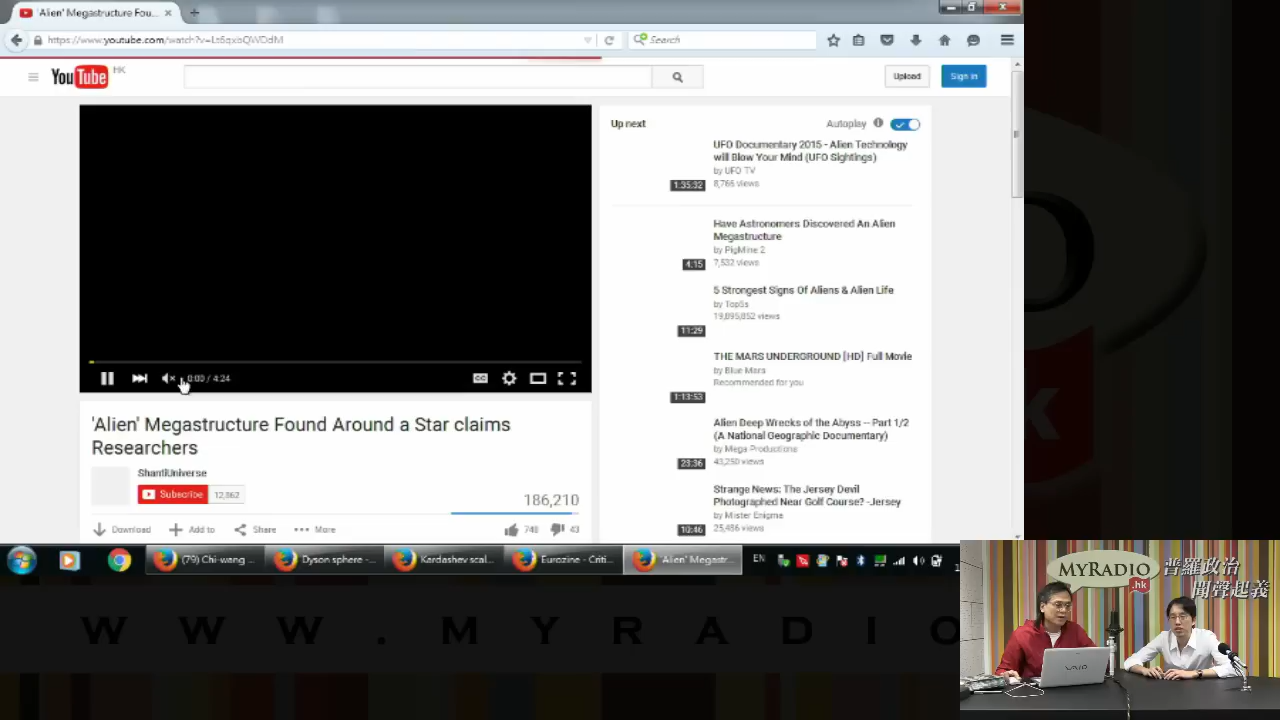 'Alien' Megastructure Fou...
https://www.youtube.com/watch?v=
Search
YouTube HK
Upload
Sign in
Up next
Autoplay
UFO Documentary 2015 - Alien Technology
will Blow Your Mind (UFO Sightings)
by UFO TV
8,766 views
1:35:32
Have Astronomers Discovered An Alien
Megastructure
by PigMine 2
7,532 views
4:15
5 Strongest Signs Of Aliens & Alien Life
by Top5s
19,895,852 views
11:29
THE MARS UNDERGROUND [HD] Full Movie
by Blue Mars
Recommended for you
1:13:53
Alien Deep Wrecks of the Abyss -- Part 1/2
(A National Geographic Documentary)
by Mega Productions
43,250 views
23:36
Strange News: The Jersey Devil
Photographed Near Golf Course? -Jersey
by Mister Enigma
25,486 views
10:46
0:00 / 4:24
CC
'Alien' Megastructure Found Around a Star claims
Researchers
ShantiUniverse
Subscribe 12,862
186,210
Download Add to Share More 748 43
(79) Chi-wang ...
Dyson sphere -...
Kardashev scal...
Eurozine - Criti...
'Alien' Megastr...
EN
WWW.MYRADIO
MYRADIO .hk
普羅政治
聞聲起義
VAIO